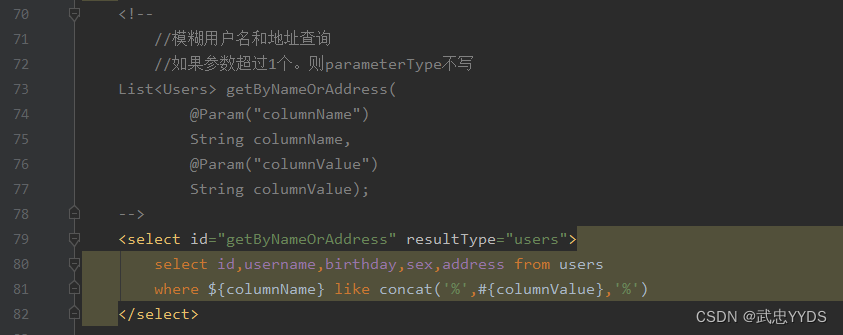 70 <!--
71 //模糊用户名和地址查询
72 //如果参数超过1个。则parameterType不写
73 List<Users> getByNameOrAddress(
74 @Param("columnName")
75 String columnName,
76 @Param("columnValue")
77 String columnValue);
78 -->
79 <select id="getByNameOrAddress" resultType="users">
80 select id,username,birthday,sex,address from users
81 where ${columnName} like concat('%',#{columnValue},'%')
82 </select>
CSDN @武忠YYDS